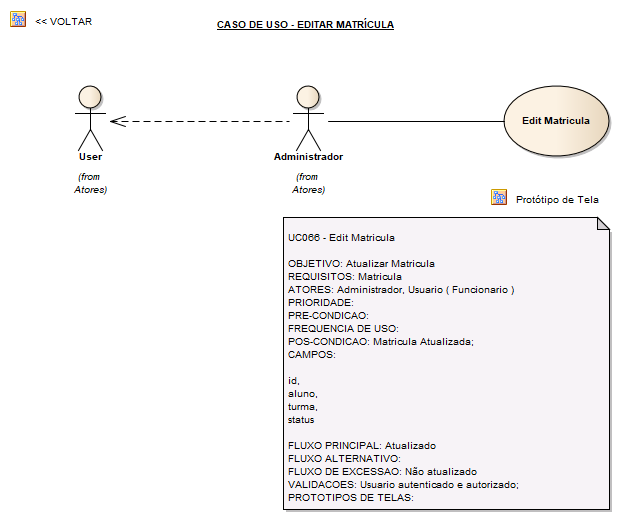 << VOLTAR
CASO DE USO - EDITAR MATRÍCULA
User
(from
Atores)
Administrador
(from
Atores)
Edit Matricula
Protótipo de Tela
UC066 - Edit Matricula
OBJETIVO: Atualizar Matricula
REQUISITOS: Matricula
ATORES: Administrador, Usuario ( Funcionario )
PRIORIDADE:
PRE-CONDICAO:
FREQUENCIA DE USO:
POS-CONDICAO: Matricula Atualizada;
CAMPOS:
id,
aluno,
turma,
status
FLUXO PRINCIPAL: Atualizado
FLUXO ALTERNATIVO:
FLUXO DE EXCESSAO: Não atualizado
VALIDACOES: Usuario autenticado e autorizado;
PROTOTIPOS DE TELAS: